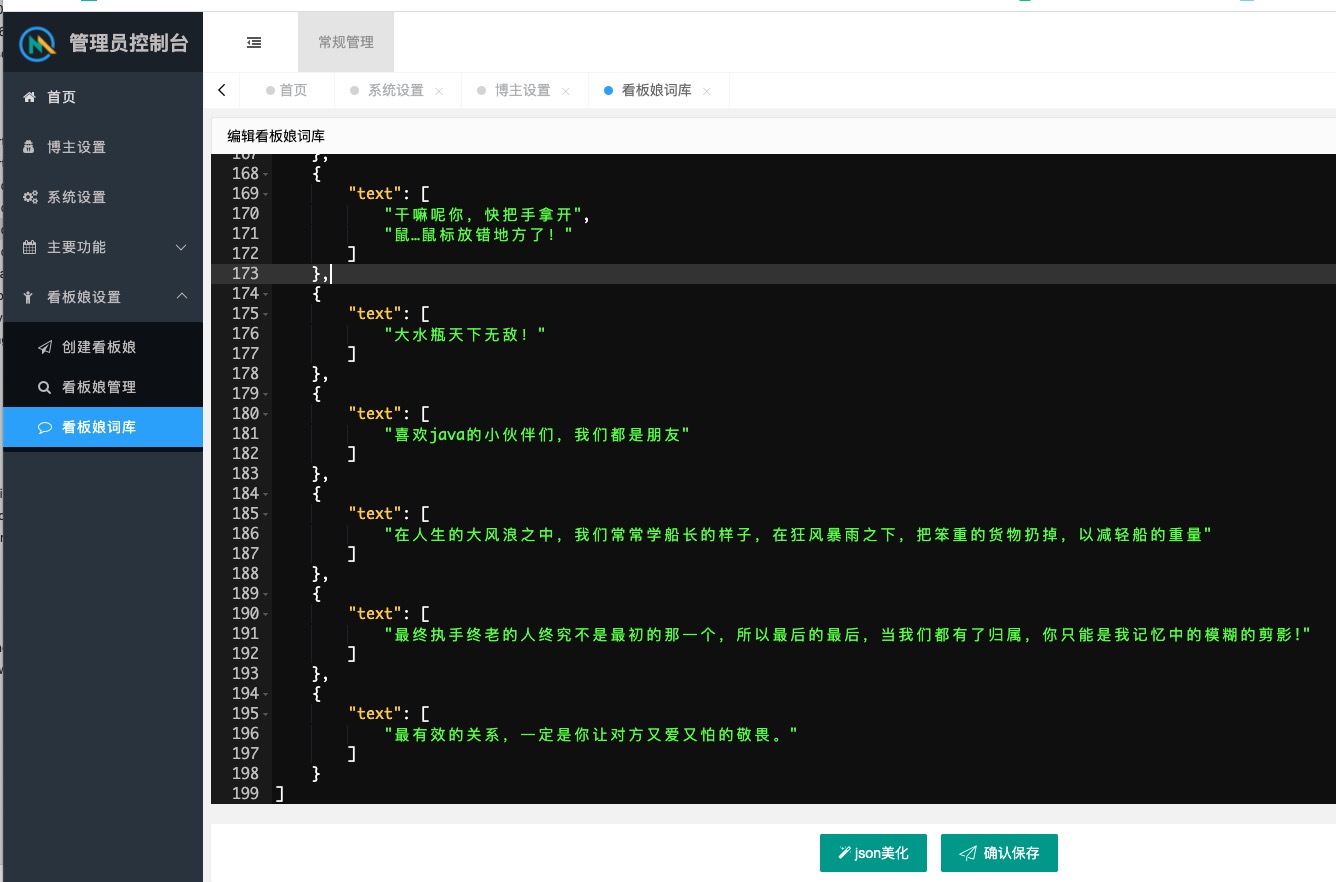 管理员控制台
常规管理
首页
系统设置
博主设置
看板娘词库
首页
博主设置
系统设置
主要功能
看板娘设置
创建看板娘
看板娘管理
看板娘词库
编辑看板娘词库
167 },
168 {
169 "text": [
170 "干嘛呢你，快把手拿开",
171 "鼠…鼠标放错地方了！"
172 ]
173 },
174 {
175 "text": [
176 "大水瓶天下无敌！"
177 ]
178 },
179 {
180 "text": [
181 "喜欢java的小伙伴们，我们都是朋友"
182 ]
183 },
184 {
185 "text": [
186 "在人生的大风浪之中，我们常常学船长的样子，在狂风暴雨之下，把笨重的货物扔掉，以减轻船的重量"
187 ]
188 },
189 {
190 "text": [
191 "最终执手终老的人终究不是最初的那一个，所以最后的最后，当我们都有了归属，你只能是我记忆中的模糊的剪影!"
192 ]
193 },
194 {
195 "text": [
196 "最有效的关系，一定是你让对方又爱又怕的敬畏。"
197 ]
198 }
199 ]
json美化
确认保存